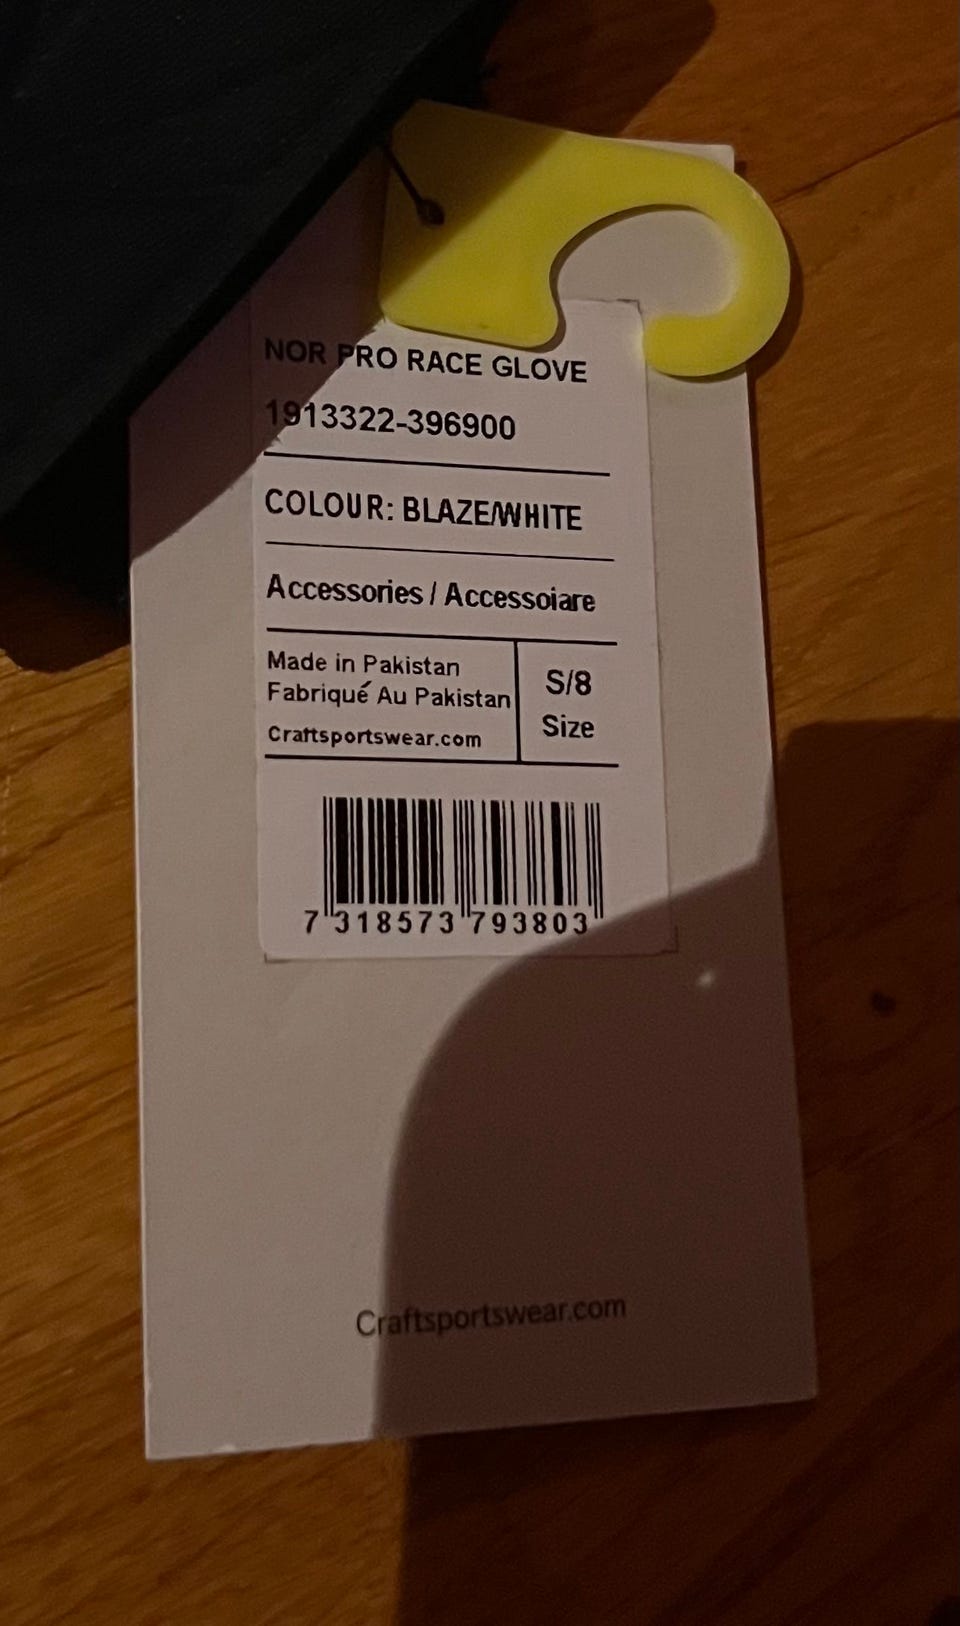 NOR PRO RACE GLOVE
1913322-396900
COLOUR: BLAZE/WHITE
Accessories / Accessoiare
Made in Pakistan
Fabriqué Au Pakistan
Craftsportswear.com
S/8
Size
7 318573 793803
Craftsportswear.com